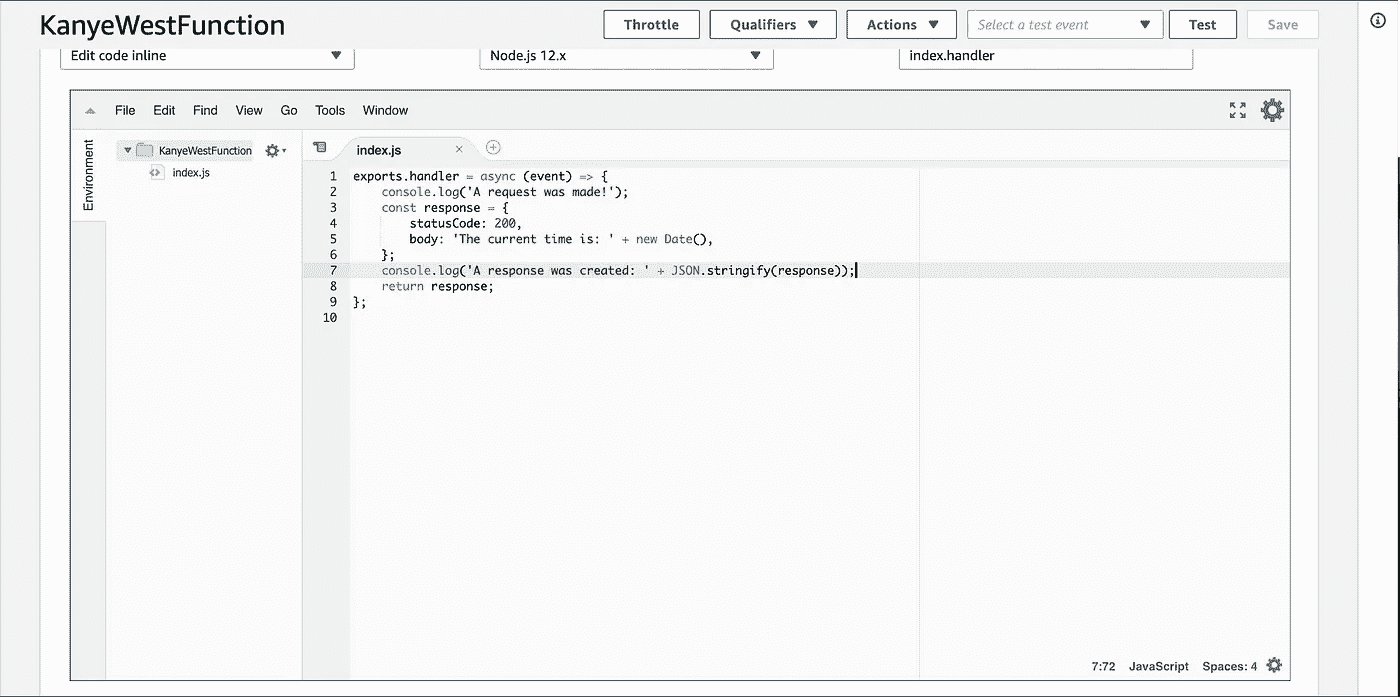 KanyeWestFunction
Throttle
Qualifiers
Actions
Select a test event
Test
Save
Edit code inline
Node.js 12.x
index.handler
File Edit Find View Go Tools Window
Environment
KanyeWestFunction
index.js
index.js
1 exports.handler = async (event) => {
2 console.log('A request was made!');
3 const response = {
4 statusCode: 200,
5 body: 'The current time is: ' + new Date(),
6 };
7 console.log('A response was created: ' + JSON.stringify(response));
8 return response;
9 };
10
7:72 JavaScript Spaces: 4